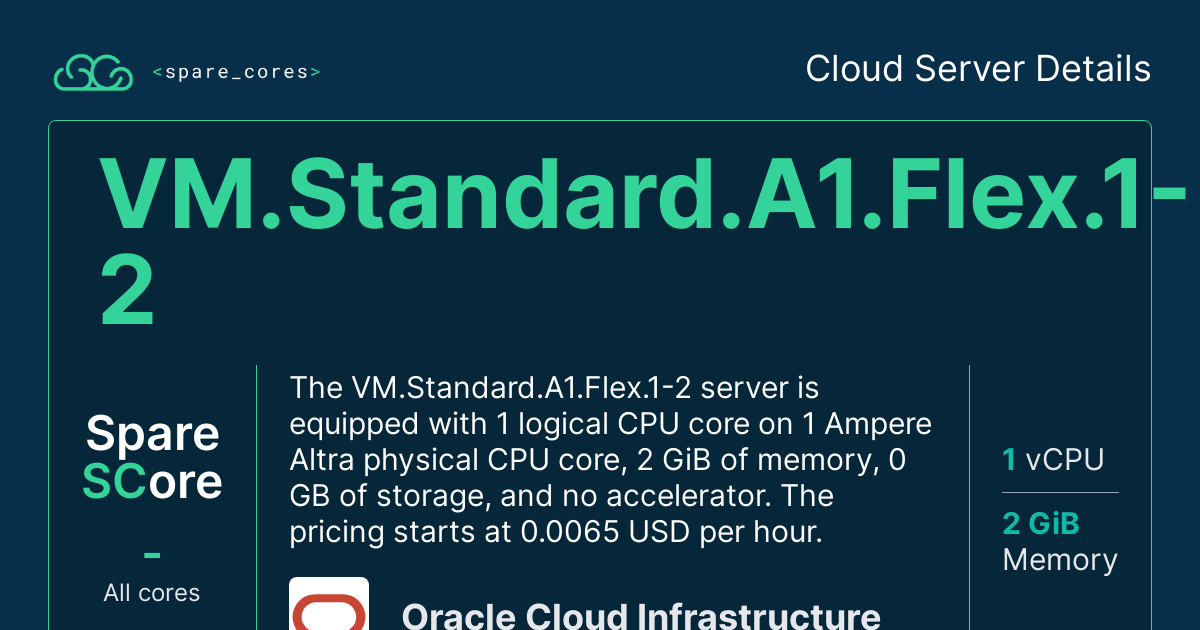 <spare_cores>
Cloud Server Details
VM.Standard.A1.Flex.1-
2
Spare
SCore
-
All cores
The VM.Standard.A1.Flex.1-2 server is
equipped with 1 logical CPU core on 1 Ampere
Altra physical CPU core, 2 GiB of memory, 0
GB of storage, and no accelerator. The
pricing starts at 0.0065 USD per hour.
Oracle Cloud Infrastructure
1 vCPU
2 GiB
Memory